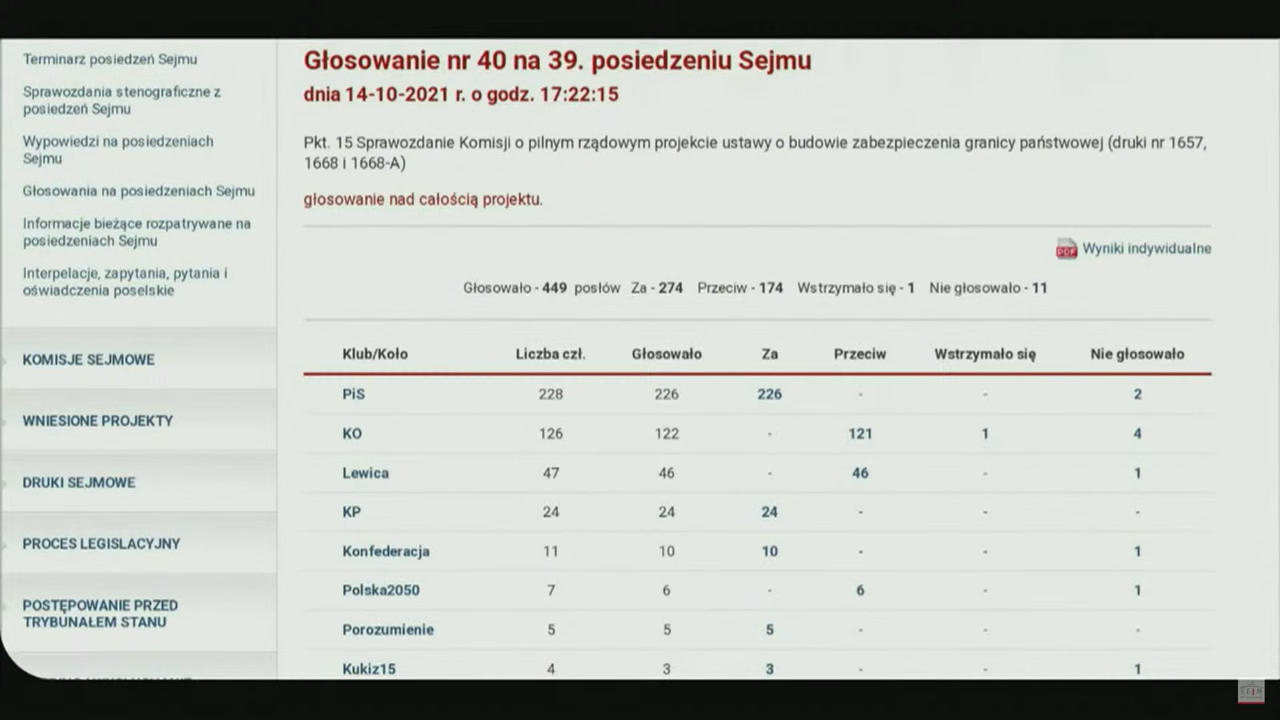 Terminarz posiedzeń Sejmu
Sprawozdania stenograficzne z
posiedzeń Sejmu
Wypowiedzi na posiedzeniach
Sejmu
Głosowania na posiedzeniach Sejmu
Informacje bieżące rozpatrywane na
posiedzeniach Sejmu
Interpelacje, zapytania, pytania i
oświadczenia poselskie
KOMISJE SEJMOWE
WNIESIONE PROJEKTY
DRUKI SEJMOWE
PROCES LEGISLACYJNY
POSTĘPOWANIE PRZED
TRYBUNAŁEM STANU
Głosowanie nr 40 na 39. posiedzeniu Sejmu
dnia 14-10-2021 r. o godz. 17:22:15
Pkt. 15 Sprawozdanie Komisji o pilnym rządowym projekcie ustawy o budowie zabezpieczenia granicy państwowej (druki nr 1657,
1668 i 1668-A)
głosowanie nad całością projektu.
PDF Wyniki indywidualne
Głosowało - 449 posłów Za - 274 Przeciw - 174 Wstrzymało się - 1 Nie głosowało - 11
Klub/Koło Liczba czł. Głosowało Za Przeciw Wstrzymało się Nie głosowało
PiS 228 226 226 - - 2
KO 126 122 - 121 1 4
Lewica 47 46 - 46 - 1
KP 24 24 24 - - -
Konfederacja 11 10 10 - - 1
Polska2050 7 6 - 6 - 1
Porozumienie 5 5 5 - - -
Kukiz15 4 3 3 - - 1